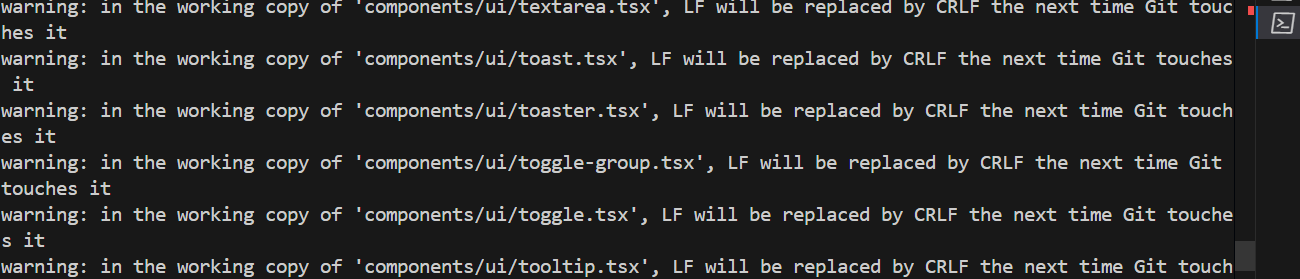 warning: in the working copy of 'components/ui/textarea.tsx', LF will be replaced by CRLF the next time Git touc
hes it
warning: in the working copy of 'components/ui/toast.tsx', LF will be replaced by CRLF the next time Git touches
 it
warning: in the working copy of 'components/ui/toaster.tsx', LF will be replaced by CRLF the next time Git touch
es it
warning: in the working copy of 'components/ui/toggle-group.tsx', LF will be replaced by CRLF the next time Git 
touches it
warning: in the working copy of 'components/ui/toggle.tsx', LF will be replaced by CRLF the next time Git touche
s it
warning: in the working copy of 'components/ui/tooltip.tsx', LF will be replaced by CRLF the next time Git touch